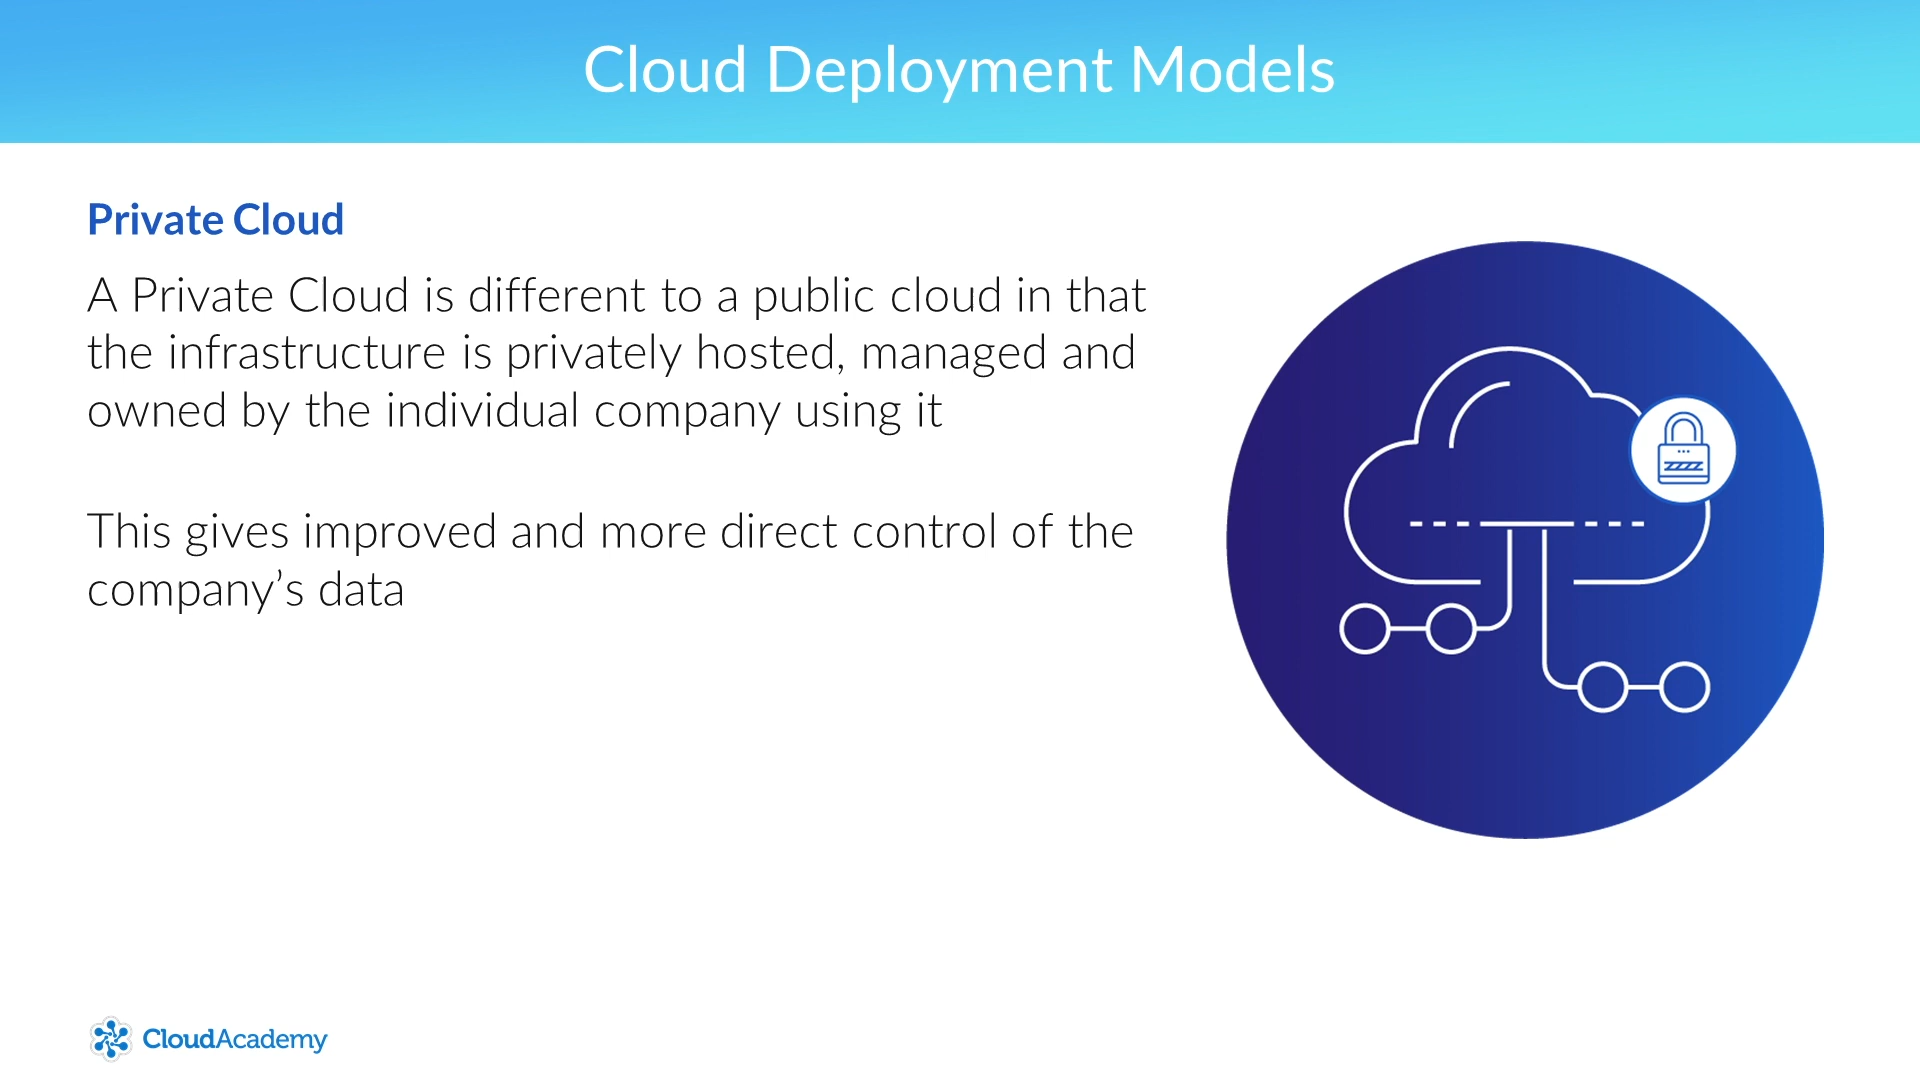 Cloud Deployment Models
Private Cloud
A Private Cloud is different to a public cloud in that
the infrastructure is privately hosted, managed and
owned by the individual company using it
This gives improved and more direct control of the
company’s data
CloudAcademy